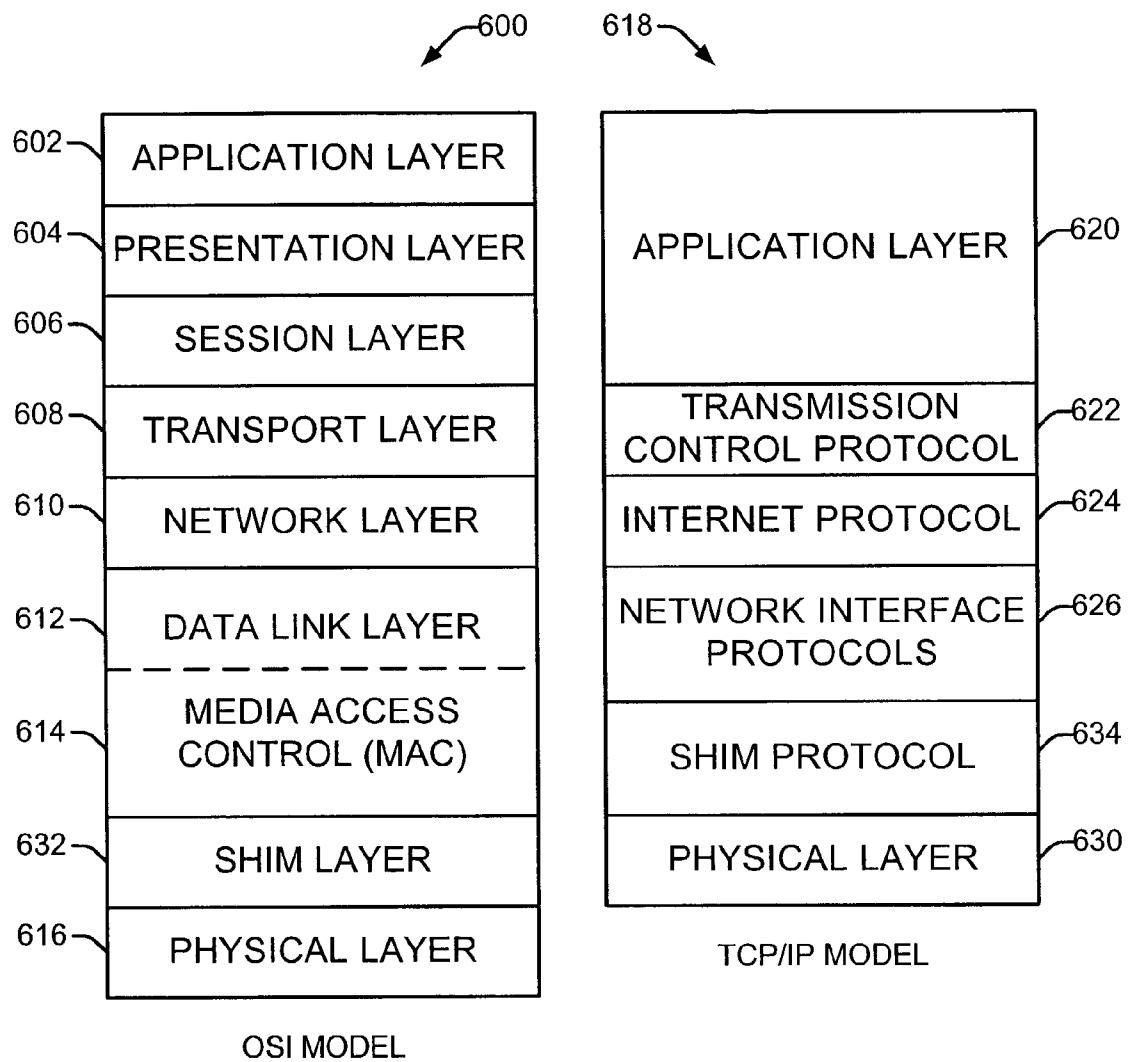 600
618
602
APPLICATION LAYER
604
PRESENTATION LAYER
606
SESSION LAYER
608
TRANSPORT LAYER
610
NETWORK LAYER
612
DATA LINK LAYER
614
MEDIA ACCESS
CONTROL (MAC)
632
SHIM LAYER
616
PHYSICAL LAYER
OSI MODEL
APPLICATION LAYER
620
TRANSMISSION
CONTROL PROTOCOL
622
INTERNET PROTOCOL
624
NETWORK INTERFACE
PROTOCOLS
626
SHIM PROTOCOL
634
PHYSICAL LAYER
630
TCP/IP MODEL